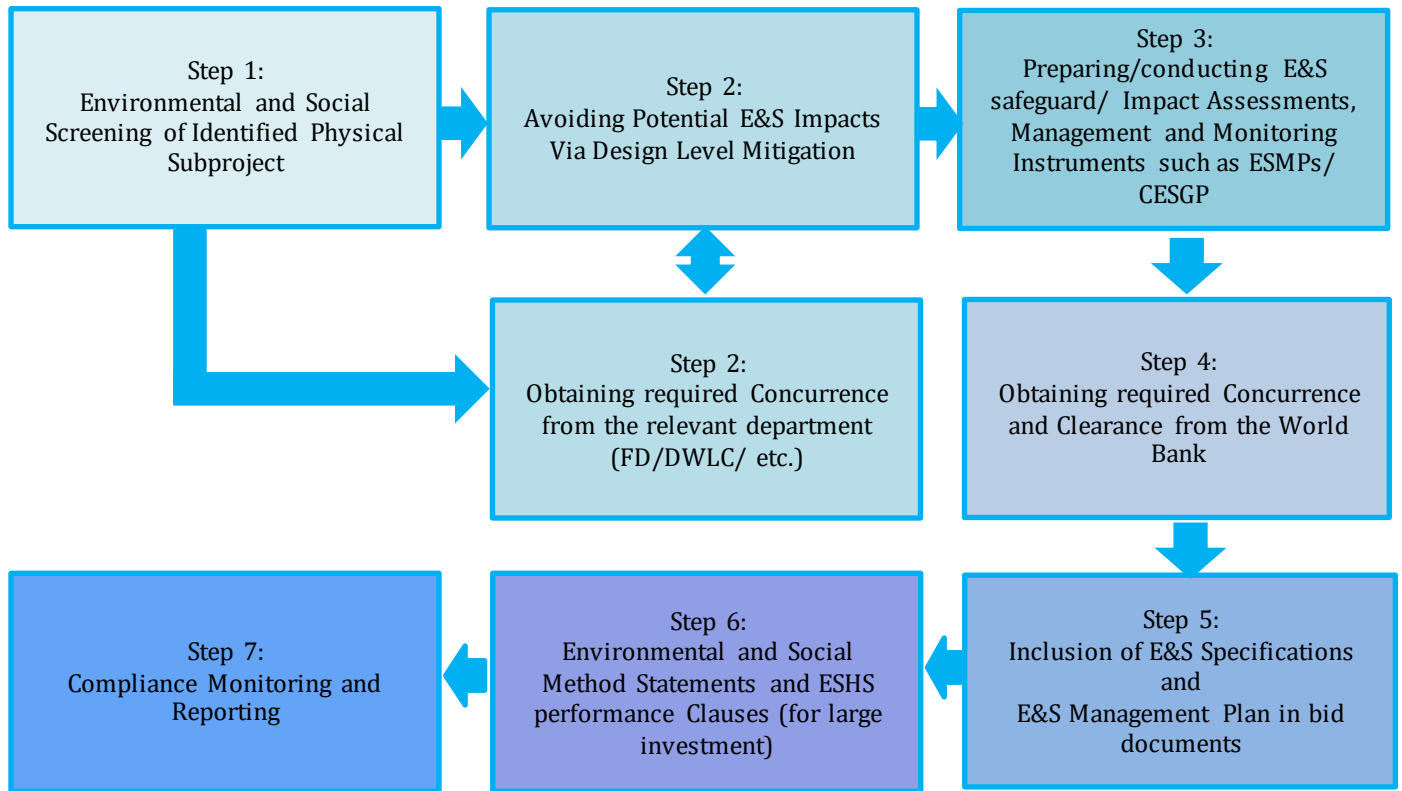 Step 1:
Environmental and Social
Screening of Identified Physical
Subproject
Step 2:
Avoiding Potential E&S Impacts
Via Design Level Mitigation
Step 3:
Preparing/conducting E&S
safeguard/ Impact Assessments,
Management and Monitoring
Instruments such as ESMPs/
CESGP
Step 2:
Obtaining required Concurrence
from the relevant department
(FD/DWLC/ etc.)
Step 4:
Obtaining required Concurrence
and Clearance from the World
Bank
Step 5:
Inclusion of E&S Specifications
and
E&S Management Plan in bid
documents
Step 6:
Environmental and Social
Method Statements and ESHS
performance Clauses (for large
investment)
Step 7:
Compliance Monitoring and
Reporting